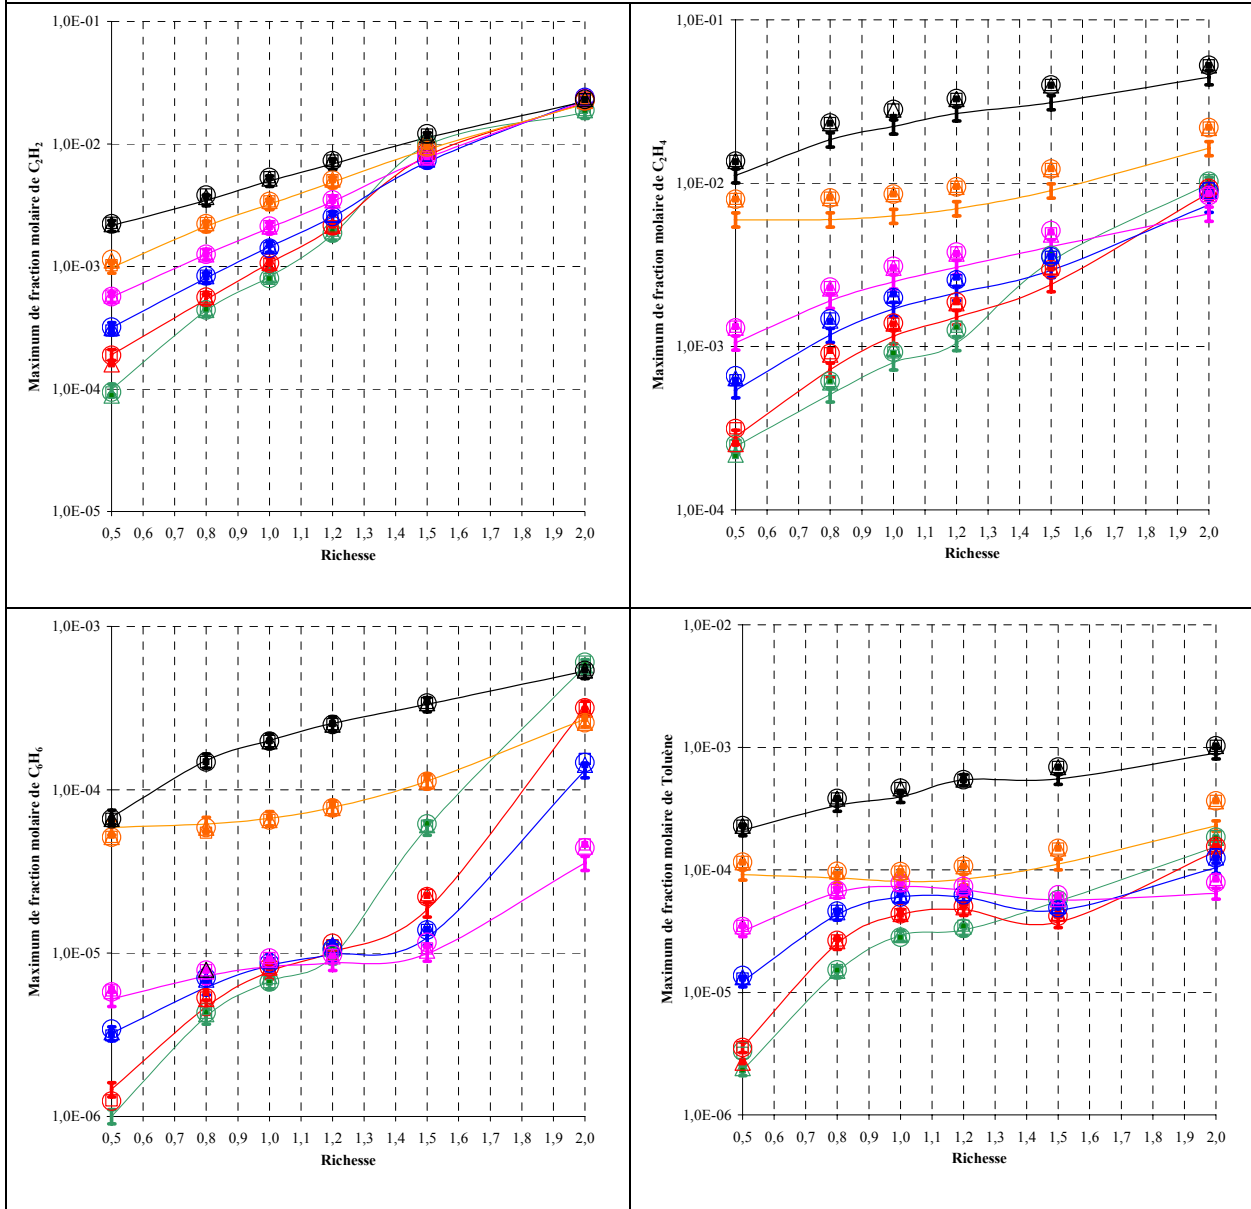 1,0E-01
1,0E-02
1,0E-03
1,0E-04
1,0E-05
Maximum de fraction molaire de C2H2
0,5 0,7 0,8 0,9 1,0 1,1 1,2 1,3 1,4 1,5 1,6 1,7 1,8 1,9 2,0
Richesse
1,0E-01
1,0E-02
1,0E-03
1,0E-04
Maximum de fraction molaire de C2H4
0,5 0,6 0,7 0,8 0,9 1,0 1,1 1,2 1,3 1,4 1,5 1,6 1,7 1,8 1,9 2,0
Richesse
1,0E-03
1,0E-04
1,0E-05
1,0E-06
Maximum de fraction molaire de C6H6
0,5 0,7 0,8 0,9 1,0 1,1 1,2 1,3 1,4 1,5 1,6 1,7 1,8 1,9 2,0
Richesse
1,0E-02
1,0E-03
1,0E-04
1,0E-05
1,0E-06
Maximum de fraction molaire de Toluène
0,5 0,6 0,7 0,8 0,9 1,0 1,1 1,2 1,3 1,4 1,5 1,6 1,7 1,8 1,9 2,0
Richesse